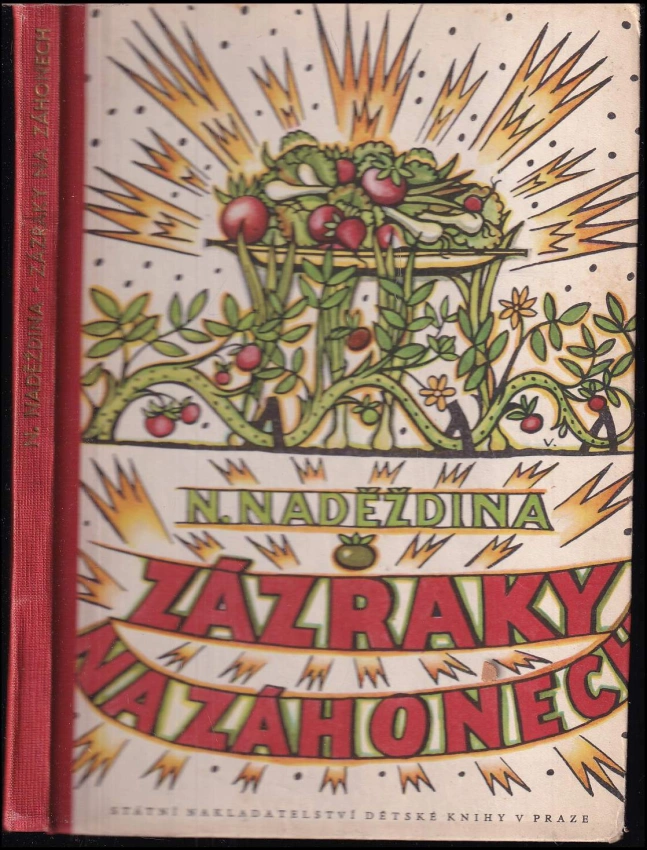 N. NADĚŽDINA · ZÁZRAKY NA ZÁHONECH
V.
N. NADĚŽDINA
ZÁZRAKY
NA ZÁHONECH
STÁTNÍ NAKLADATELSTVÍ DĚTSKÉ KNIHY V PRAZE